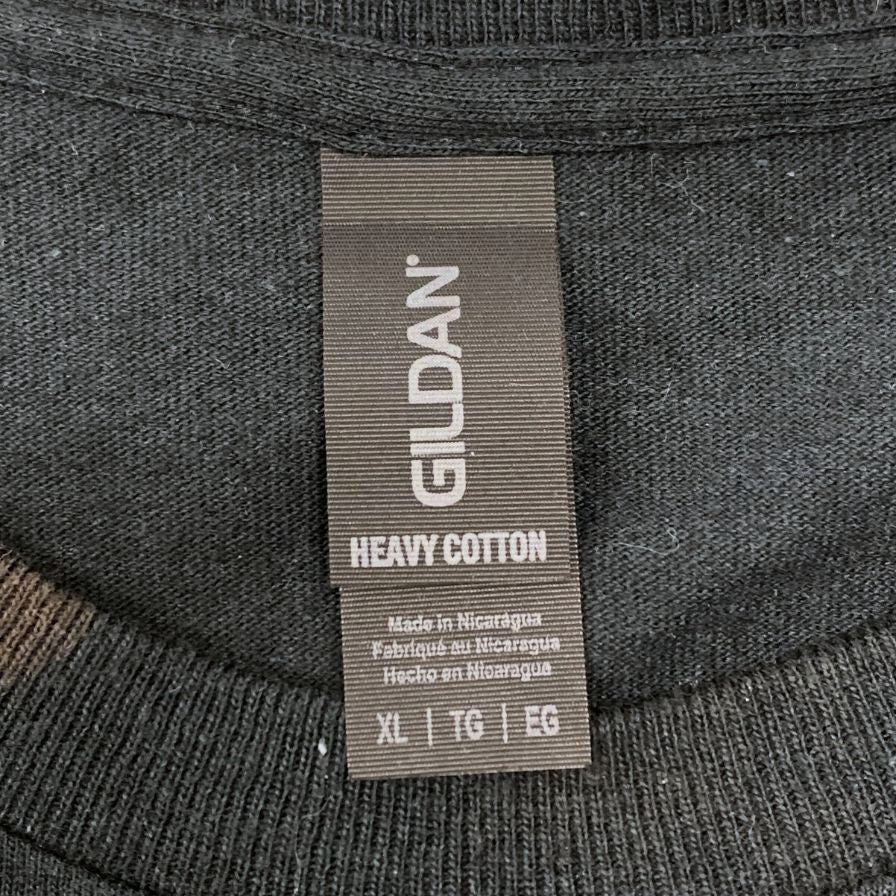 GILDAN
HEAVY COTTON
Made in Nicaragua
Fabriqué au Nicaragua
Hecho en Nicaragua
XL | TG | EG